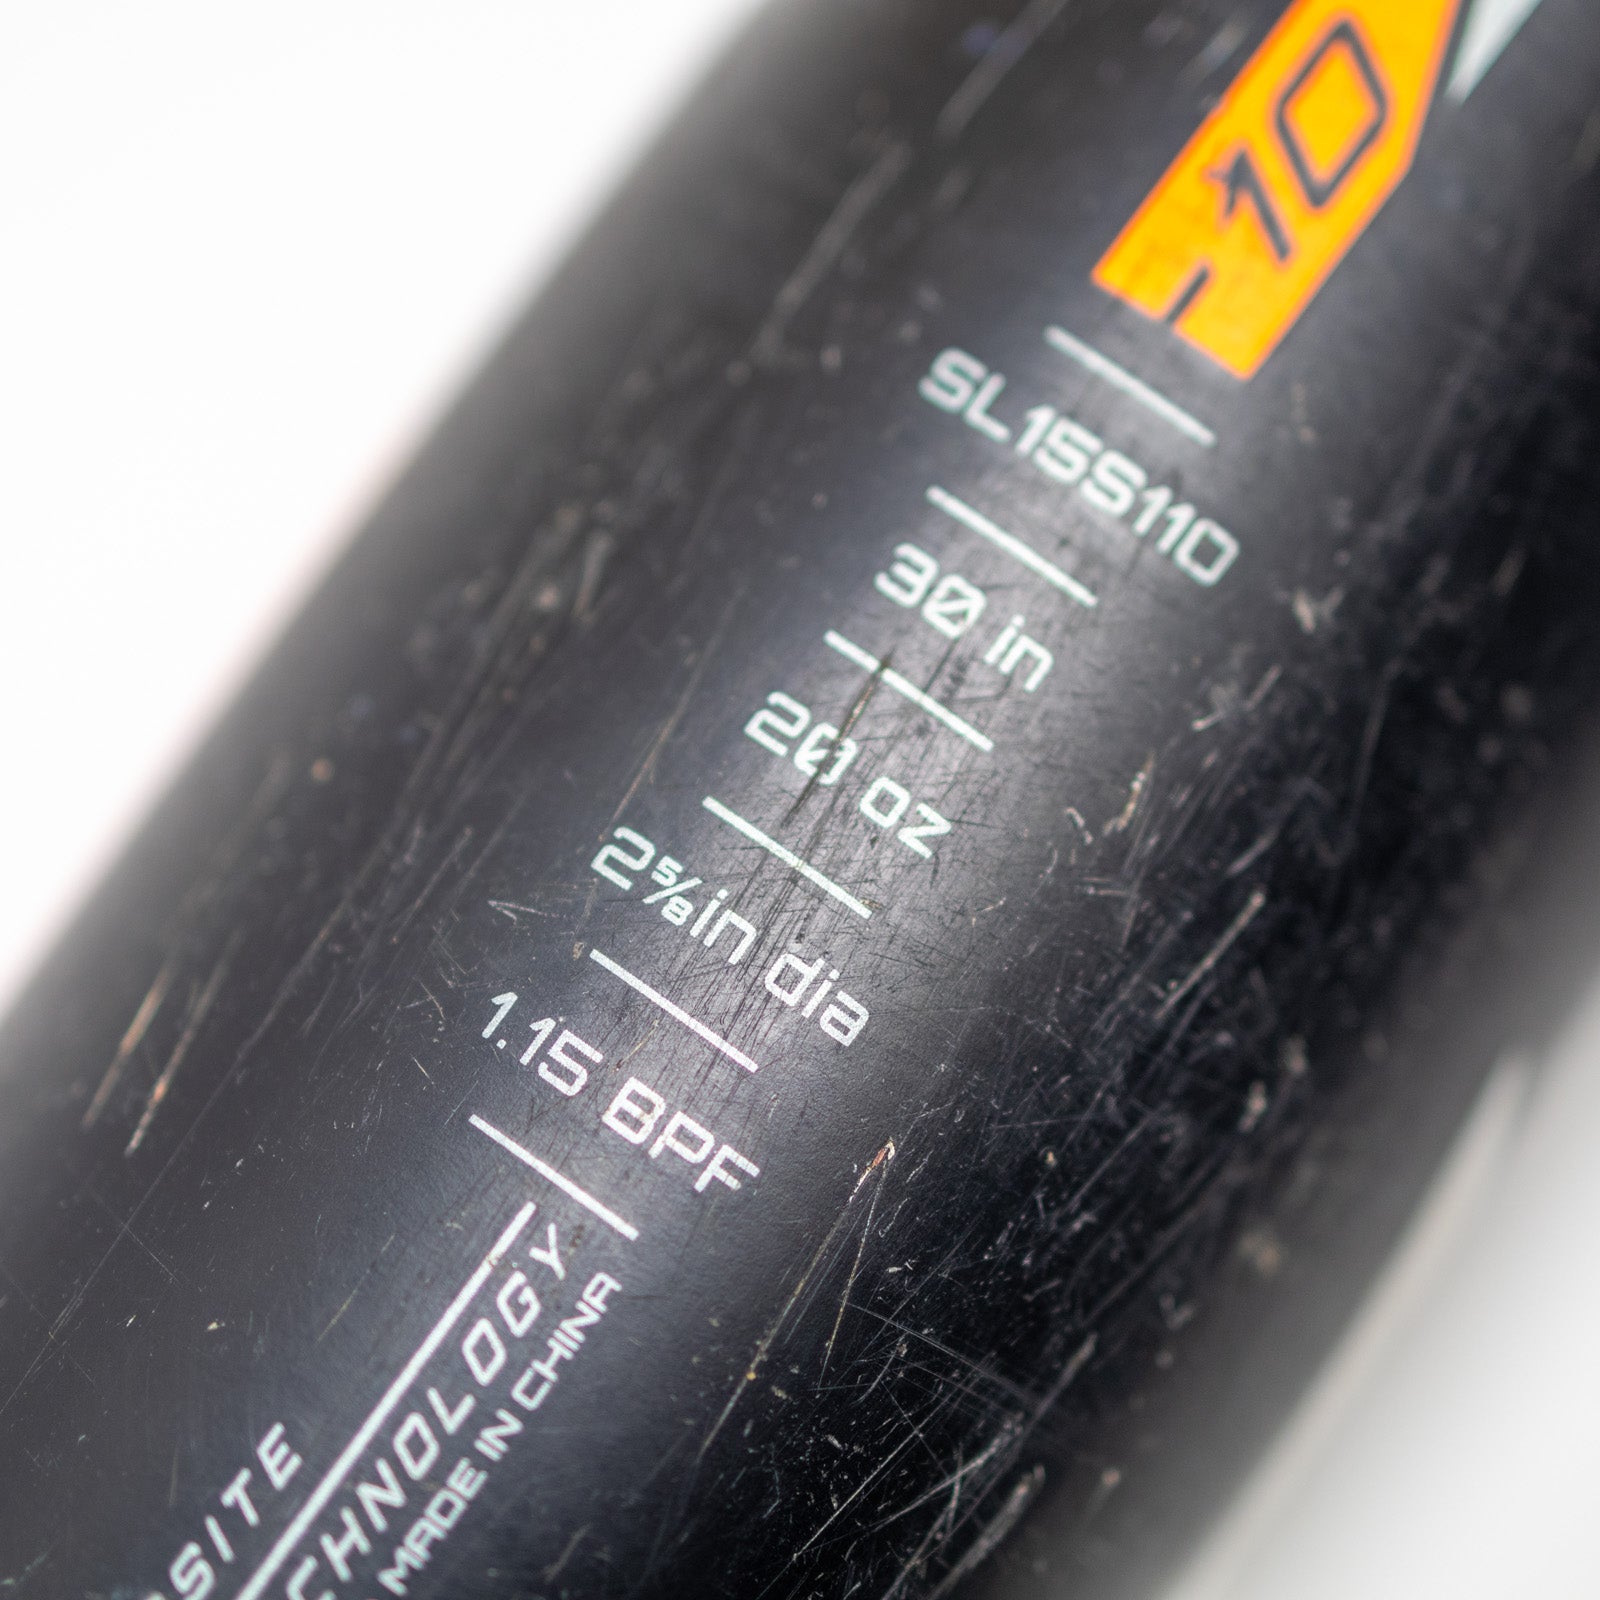 -10
SL15S110
30 in
20 oz
2⅝in dia
1.15 BPF
TECHNOLOGY
MADE IN CHINA